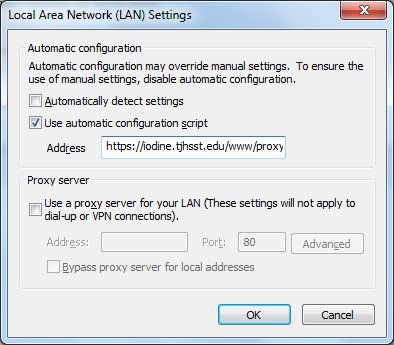 Local Area Network (LAN) Settings
Automatic configuration
Automatic configuration may override manual settings. To ensure the
use of manual settings, disable automatic configuration.
Automatically detect settings
Use automatic configuration script
Address https://iodine.tjhsst.edu/www/proxy
Proxy server
Use a proxy server for your LAN (These settings will not apply to
dial-up or VPN connections).
Address: Port: 80 Advanced
Bypass proxy server for local addresses
OK Cancel